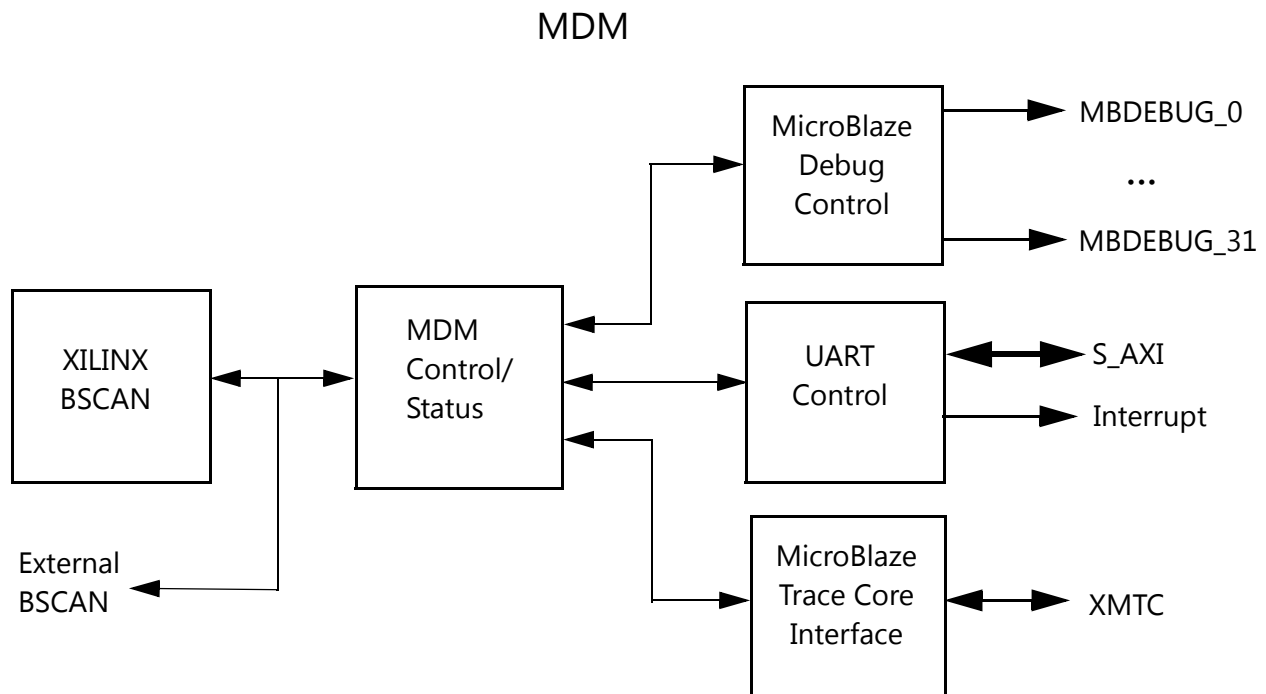 MDM
MicroBlaze
Debug
Control
MBDEBUG_0
...
MBDEBUG_31
XILINX
BSCAN
MDM
Control/
Status
UART
Control
S_AXI
Interrupt
External
BSCAN
MicroBlaze
Trace Core
Interface
XMTC